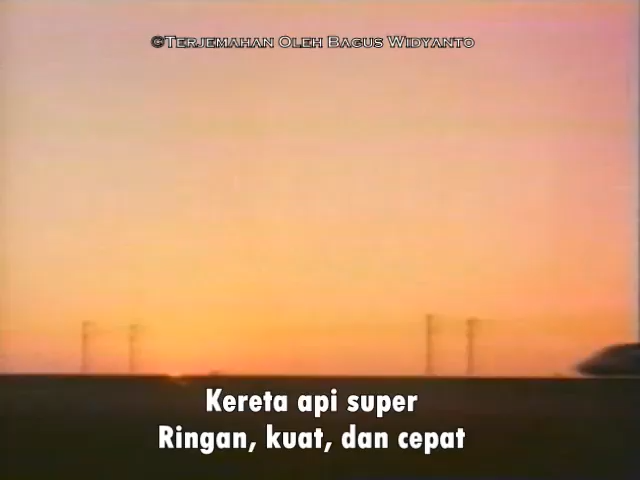 ©Terjemahan Oleh Bagus Widyanto
Kereta api super
Ringan, kuat, dan cepat